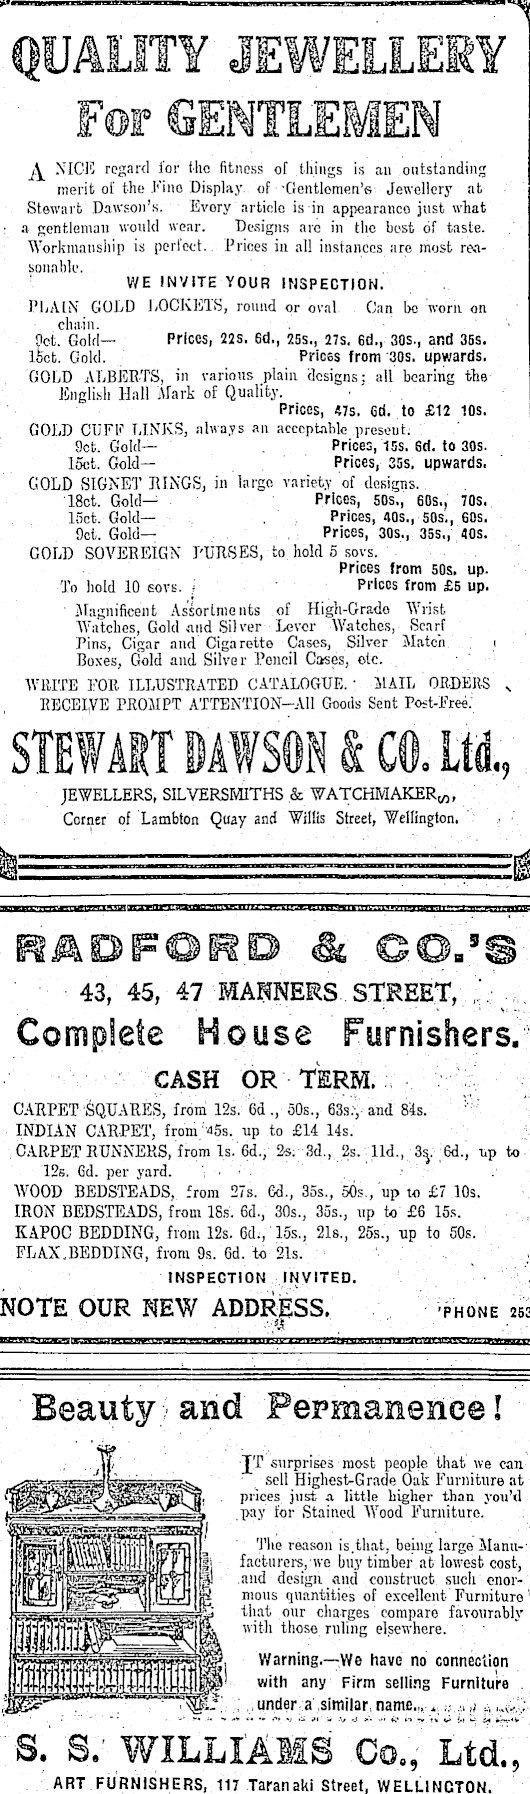 QUALITY JEWELLERY
For GENTLEMEN
A NICE regard for the fitness of things is an outstanding
merit of the Fine Display of Gentlemen's Jewellery at
Stewart Dawson's. Every article is in appearance just what
a gentleman would wear. Designs are in the best of taste.
Workmanship is perfect. Prices in all instances are most rea-
sonable.
WE INVITE YOUR INSPECTION.
PLAIN GOLD LOCKETS, round or oval Can be worn on
chain.
9ct. Gold— Prices, 22s. 6d., 25s., 27s. 6d., 30s., and 35s.
15ct. Gold. Prices from 30s. upwards.
GOLD ALBERTS, in various plain designs; all bearing the
English Hall Mark of Quality.
Prices, 47s. 6d. to £12 10s.
GOLD CUFF LINKS, always an acceptable present.
9ct. Gold— Prices, 15s. 6d. to 30s.
15ct. Gold— Prices, 35s. upwards.
GOLD SIGNET RINGS, in large variety of designs.
18ct. Gold— Prices, 50s., 60s., 70s.
15ct. Gold— Prices, 40s., 50s., 60s.
9ct. Gold— Prices, 30s., 35s., 40s.
GOLD SOVEREIGN PURSES, to hold 5 sovs.
Prices from 50s. up.
To hold 10 sovs. Prices from £5 up.
Magnificent Assortments of High-Grade Wrist
Watches, Gold and Silver Lever Watches, Scarf
Pins, Cigar and Cigarette Cases, Silver Match
Boxes, Gold and Silver Pencil Cases, etc.
WRITE FOR ILLUSTRATED CATALOGUE. MAIL ORDERS
RECEIVE PROMPT ATTENTION—All Goods Sent Post-Free.
STEWART DAWSON & CO. Ltd.,
JEWELLERS, SILVERSMITHS & WATCHMAKERS,
Corner of Lambton Quay and Willis Street, Wellington.
RADFORD & CO.'S
43, 45, 47 MANNERS STREET,
Complete House Furnishers.
CASH OR TERM.
CARPET SQUARES, from 12s. 6d., 50s., 63s., and 84s.
INDIAN CARPET, from 45s. up to £14 14s.
CARPET RUNNERS, from 1s. 6d., 2s. 3d., 2s. 11d., 3s. 6d., up to
12s. 6d. per yard.
WOOD BEDSTEADS, from 27s. 6d., 35s., 50s., up to £7 10s.
IRON BEDSTEADS, from 18s. 6d., 30s., 35s., up to £6 15s.
KAPOC BEDDING, from 12s. 6d., 15s., 21s., 25s., up to 50s.
FLAX BEDDING, from 9s. 6d. to 21s.
INSPECTION INVITED.
NOTE OUR NEW ADDRESS. 'PHONE 253
Beauty and Permanence!
IT surprises most people that we can
sell Highest-Grade Oak Furniture at
prices just a little higher than you'd
pay for Stained Wood Furniture.
The reason is that, being large Manu-
facturers, we buy timber at lowest cost,
and design and construct such enor-
mous quantities of excellent Furniture
that our charges compare favourably
with those ruling elsewhere.
Warning.—We have no connection
with any Firm selling Furniture
under a similar name.
S. S. WILLIAMS Co., Ltd.,
ART FURNISHERS, 117 Taranaki Street, WELLINGTON.